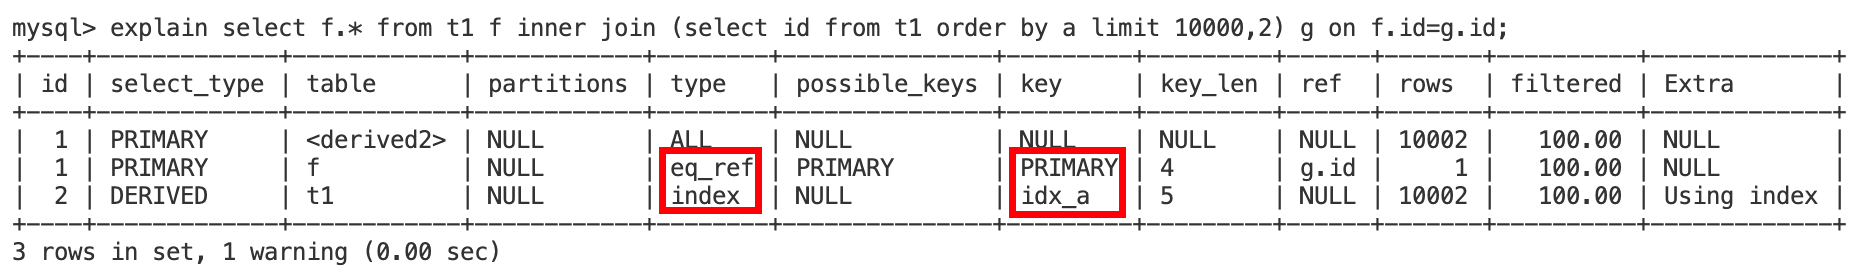 mysql> explain select f.* from t1 f inner join (select id from t1 order by a limit 10000,2) g on f.id=g.id;
+----+-------------+------------+------------+--------+---------------+---------+---------+------+-------+----------+-------------+
| id | select_type | table      | partitions | type   | possible_keys | key     | key_len | ref  | rows  | filtered | Extra       |
+----+-------------+------------+------------+--------+---------------+---------+---------+------+-------+----------+-------------+
|  1 | PRIMARY     | <derived2> | NULL       | ALL    | NULL          | NULL    | NULL    | NULL | 10002 |   100.00 | NULL        |
|  1 | PRIMARY     | f          | NULL       | eq_ref | PRIMARY       | PRIMARY | 4       | g.id |     1 |   100.00 | NULL        |
|  2 | DERIVED     | t1         | NULL       | index  | NULL          | idx_a   | 5       | NULL | 10002 |   100.00 | Using index |
+----+-------------+------------+------------+--------+---------------+---------+---------+------+-------+----------+-------------+
3 rows in set, 1 warning (0.00 sec)